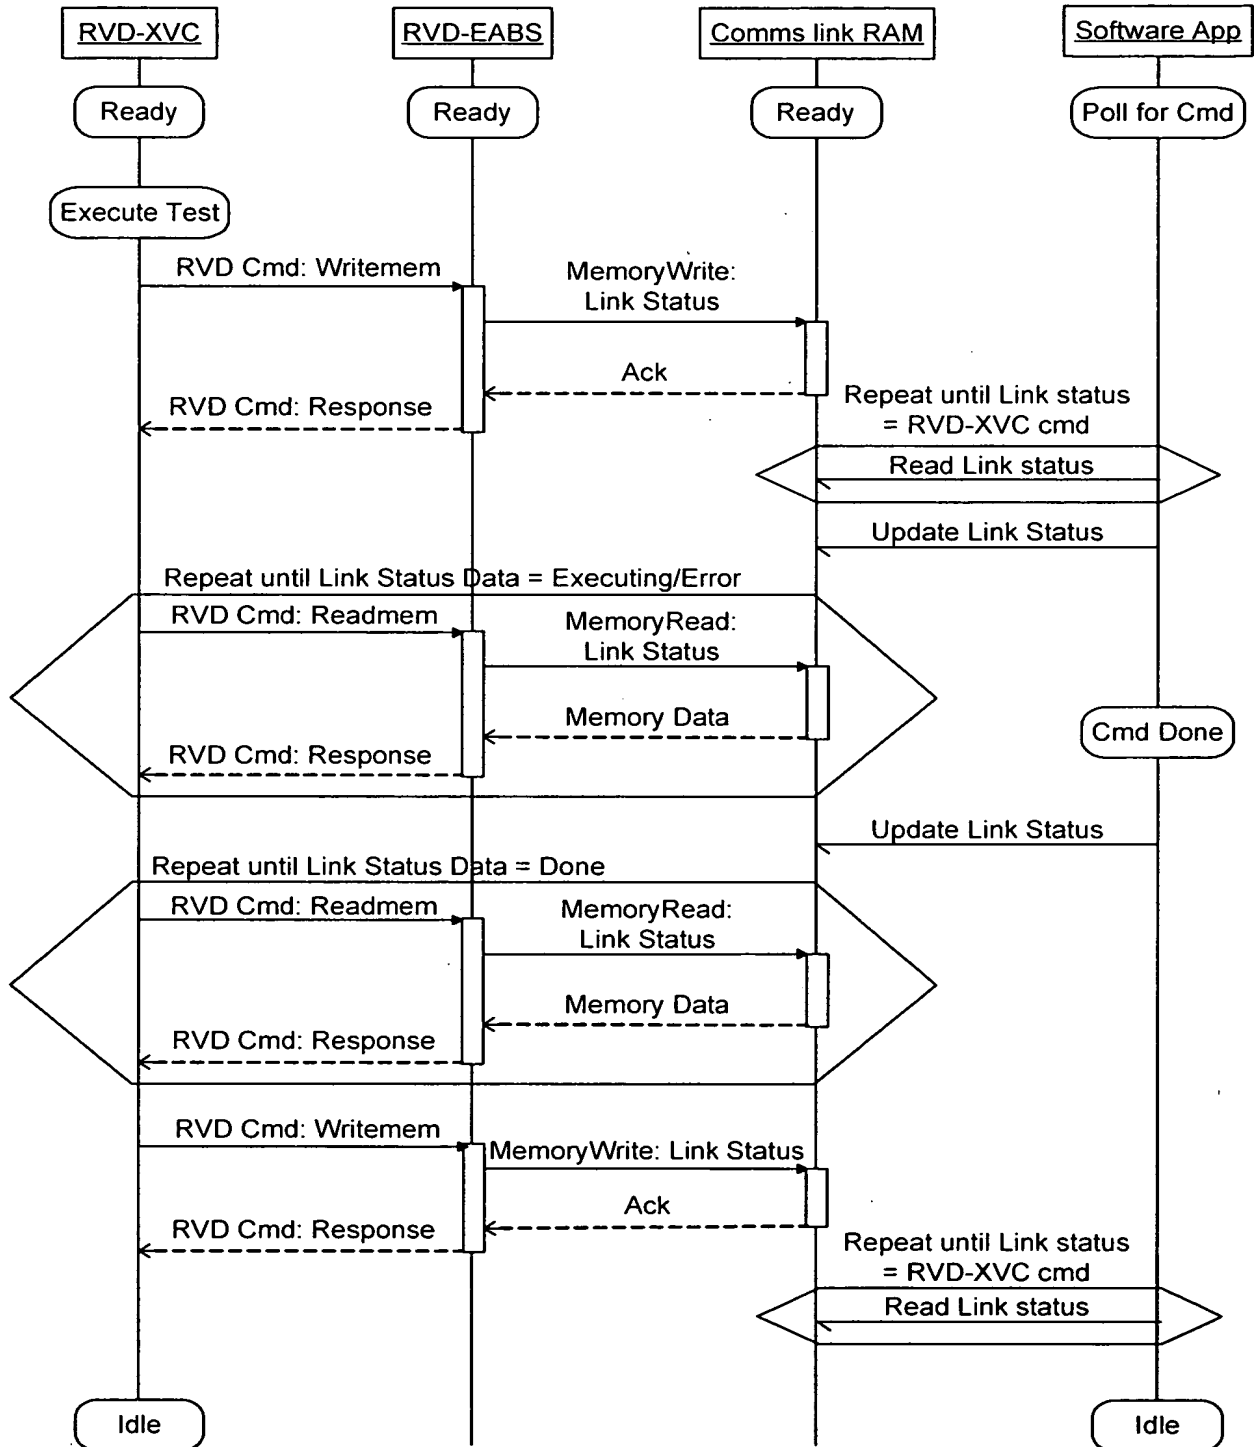 RVD-XVC
RVD-EABS
Comms link RAM
Software App
Ready
Ready
Ready
Poll for Cmd
Execute Test
RVD Cmd: Writemem
MemoryWrite:
Link Status
Ack
RVD Cmd: Response
Repeat until Link status
= RVD-XVC cmd
Read Link status
Update Link Status
Repeat until Link Status Data = Executing/Error
RVD Cmd: Readmem
MemoryRead:
Link Status
Memory Data
Cmd Done
RVD Cmd: Response
Update Link Status
Repeat until Link Status Data = Done
RVD Cmd: Readmem
MemoryRead:
Link Status
Memory Data
RVD Cmd: Response
RVD Cmd: Writemem
MemoryWrite: Link Status
Ack
RVD Cmd: Response
Repeat until Link status
= RVD-XVC cmd
Read Link status
Idle
Idle